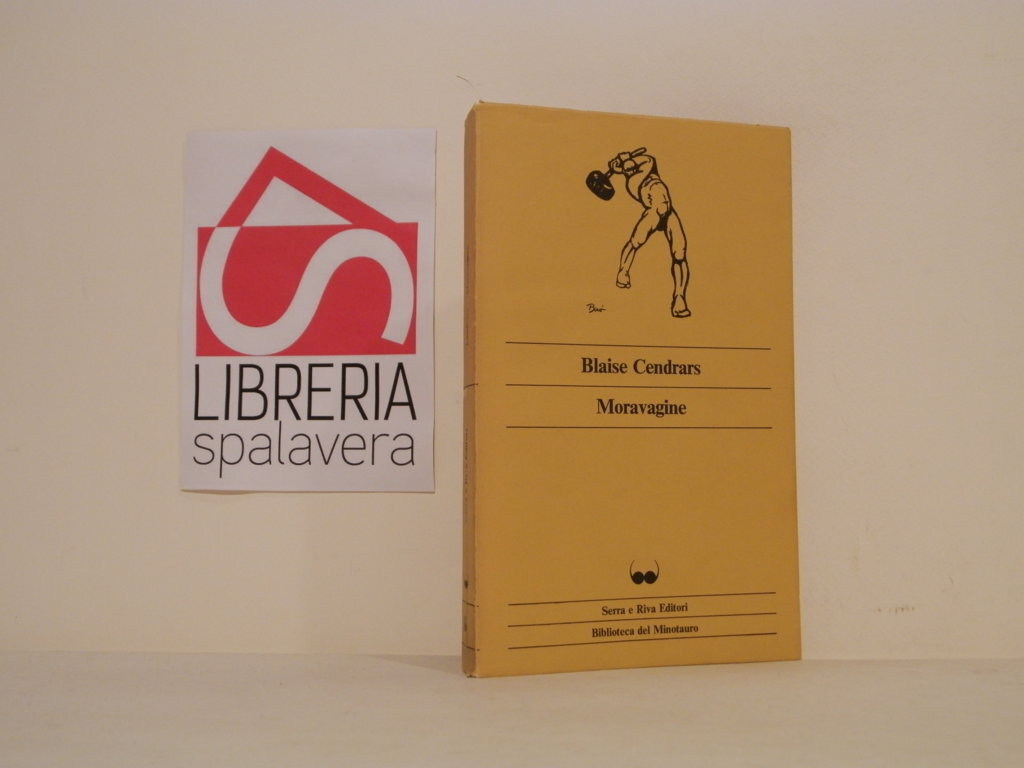 LIBRERIA
spalavera
Blaise Cendrars
Moravagine
Serra e Riva Editori
Biblioteca del Minotauro